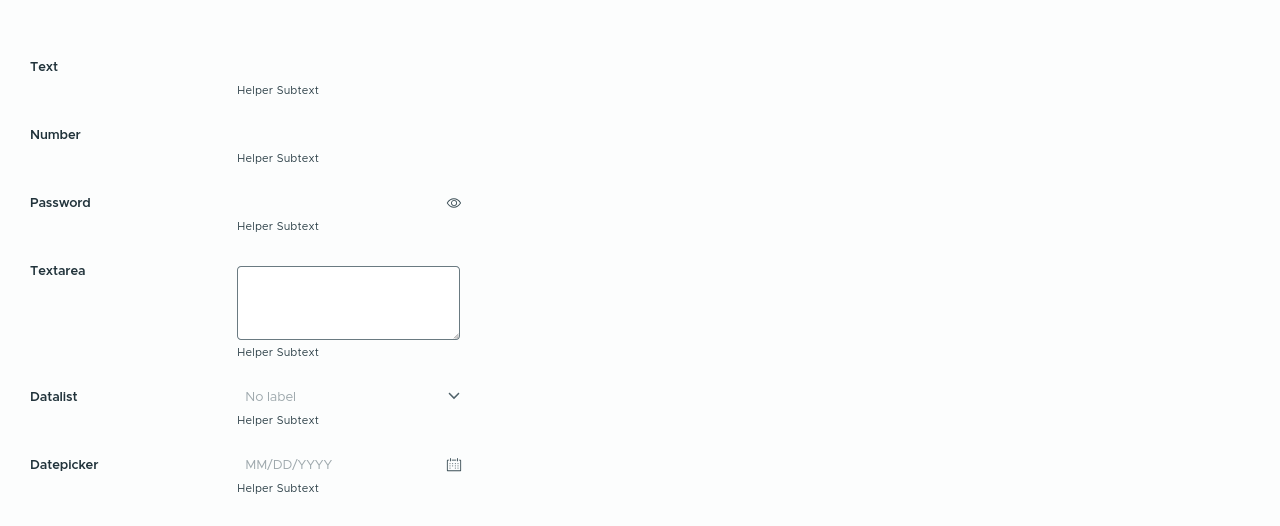 Text
Helper Subtext
Number
Helper Subtext
Password
Helper Subtext
Textarea
Helper Subtext
Datalist
No label
Helper Subtext
Datepicker
MM/DD/YYYY
Helper Subtext